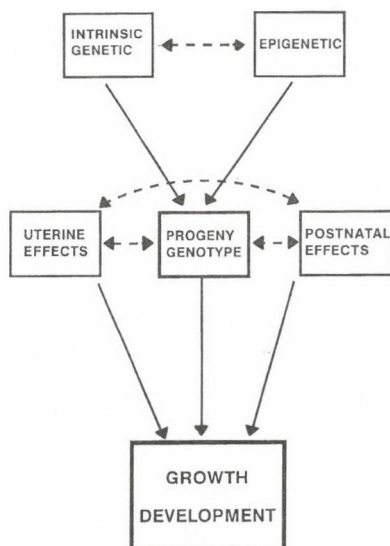 INTRINSIC
GENETIC
EPIGENETIC
UTERINE
EFFECTS
PROGENY
GENOTYPE
POSTNATAL
EFFECTS
GROWTH
DEVELOPMENT